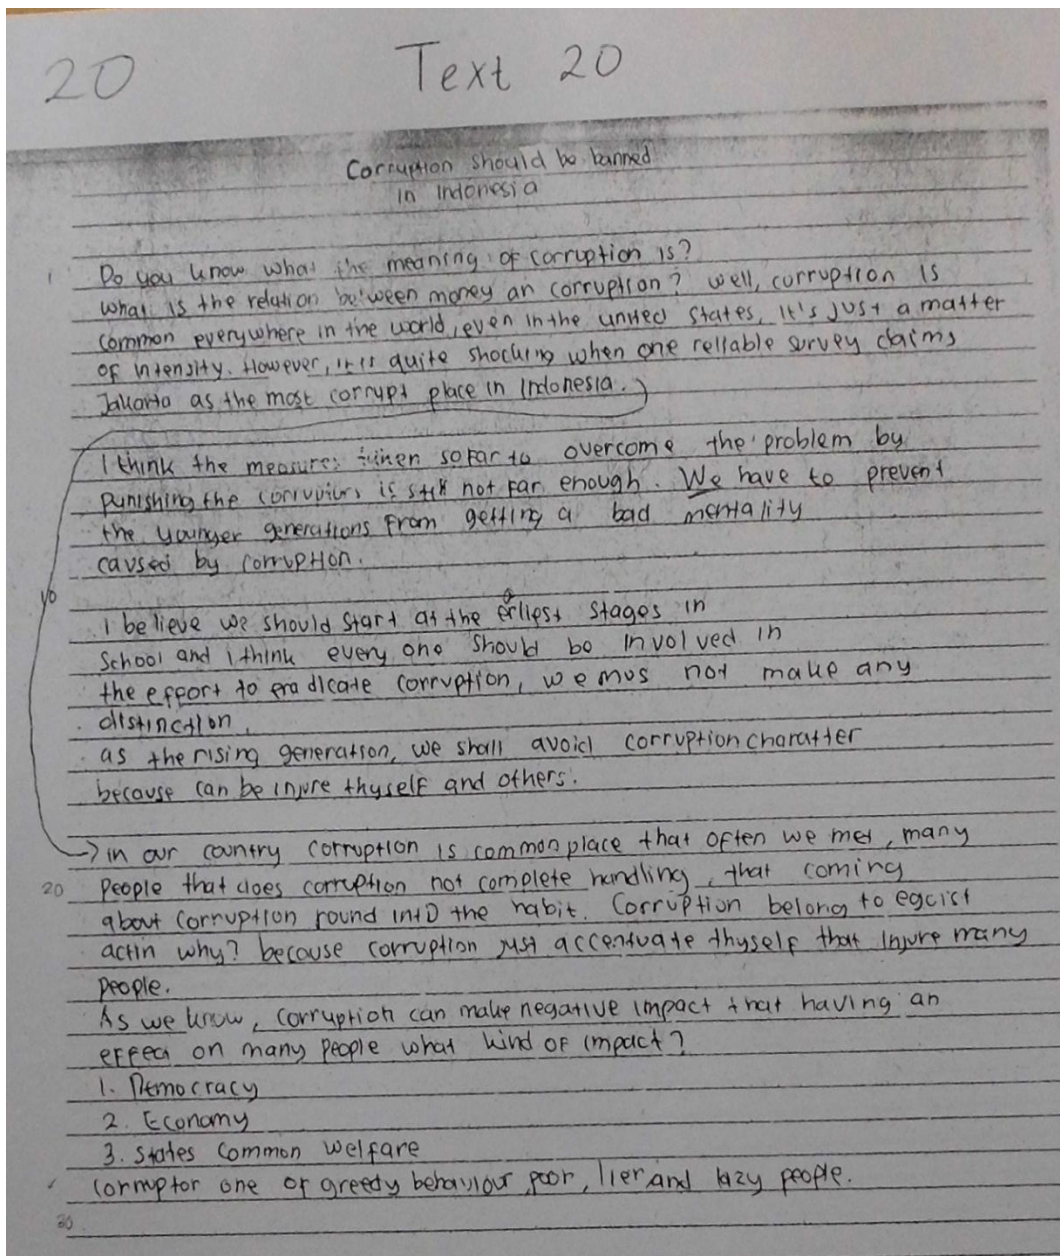 20
Text 20
Corruption should be banned
in Indonesia
1 Do you know what the meaning of corruption is?
what is the relation between money an corruption? well, corruption is
common everywhere in the world, even in the united states, It's just a matter
of intensity. However, it is quite shocking when one reliable survey claims
Jakarta as the most corrupt place in Indonesia.
I think the measures so far to overcome the problem by
punishing the is still not far enough. We have to prevent
the younger generations from getting a bad mentality
caused by corruption.
10
I believe we should start at the erliest stages in
school and i think every one should be involved in
the effort to eradicate corruption, we mus not make any
distinction,
as the rising generation, we shall avoid corruption charatter
because can be injure thyself and others.
in our country corruption is common place that often we met, many
20 people that does corruption not complete handling, that coming
about corruption round into the habit. Corruption belong to egoist
actin why? because corruption just accentuate thyself that injure many
people.
As we know, corruption can make negative impact that having an
effect on many people what kind of impact?
1. Democracy
2. Economy
3. States common welfare
Corruptor one of greedy behaviour, poor, lier and lazy people.
30